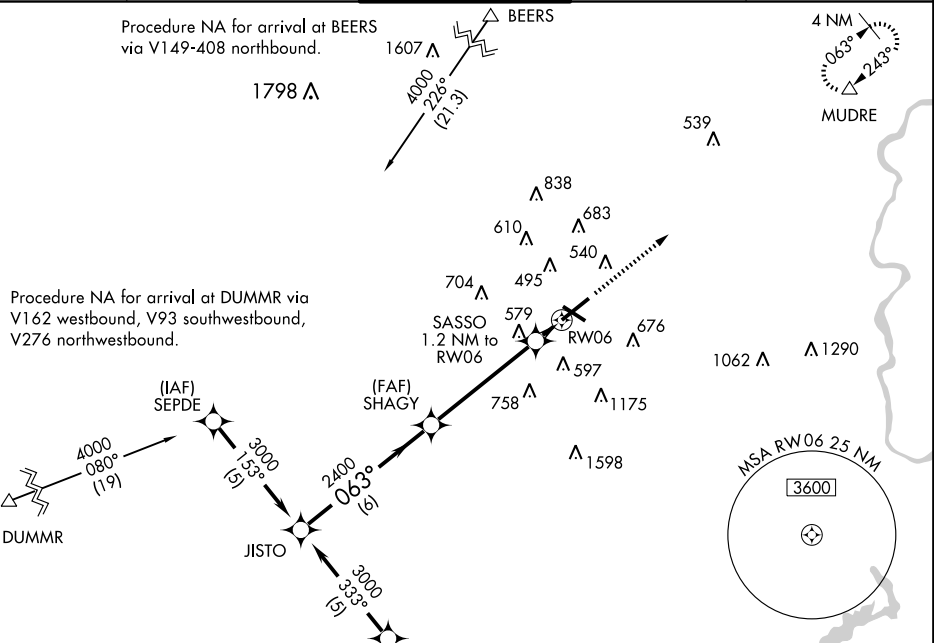 Procedure NA for arrival at BEERS
via V149-408 northbound.
BEERS
1607
4000
226°
(21.3)
1798
4 NM
063°
243°
MUDRE
539
838
610
683
495
540
704
Procedure NA for arrival at DUMMR via
V162 westbound, V93 southwestbound,
V276 northwestbound.
579
SASSO
1.2 NM to
RW06
RW06
676
597
1062
1290
758
1175
(IAF)
SEPDE
(FAF)
SHAGY
1598
4000
080°
(19)
DUMMR
3000
153°
(5)
2400
063°
(6)
JISTO
3000
333°
(5)
MSA RW06 25 NM
3600